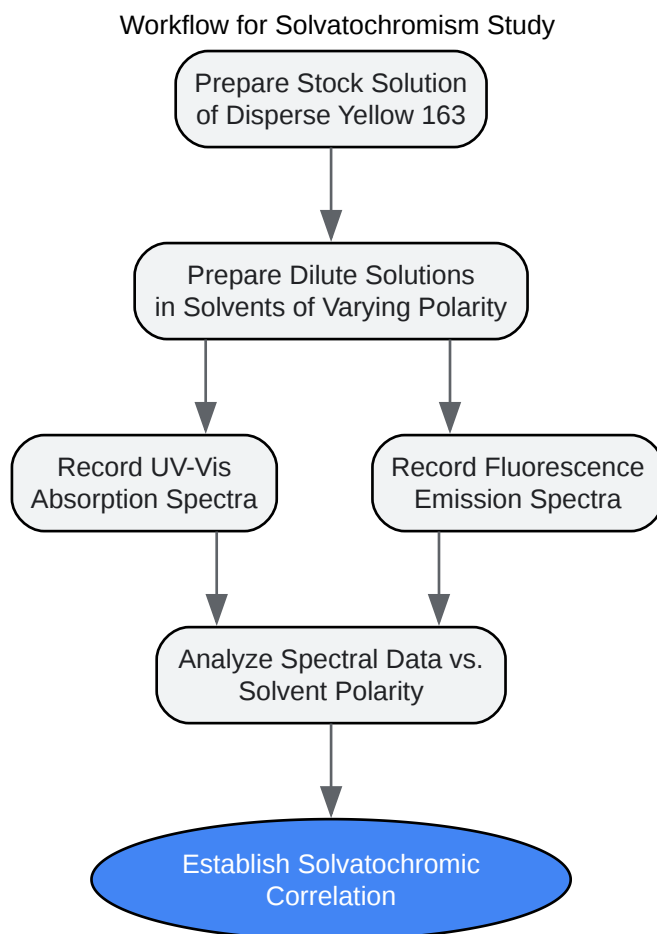 Workflow for Solvatochromism Study
Prepare Stock Solution
of Disperse Yellow 163
Prepare Dilute Solutions
in Solvents of Varying Polarity
Record UV-Vis
Absorption Spectra
Record Fluorescence
Emission Spectra
Analyze Spectral Data vs.
Solvent Polarity
Establish Solvatochromic
Correlation